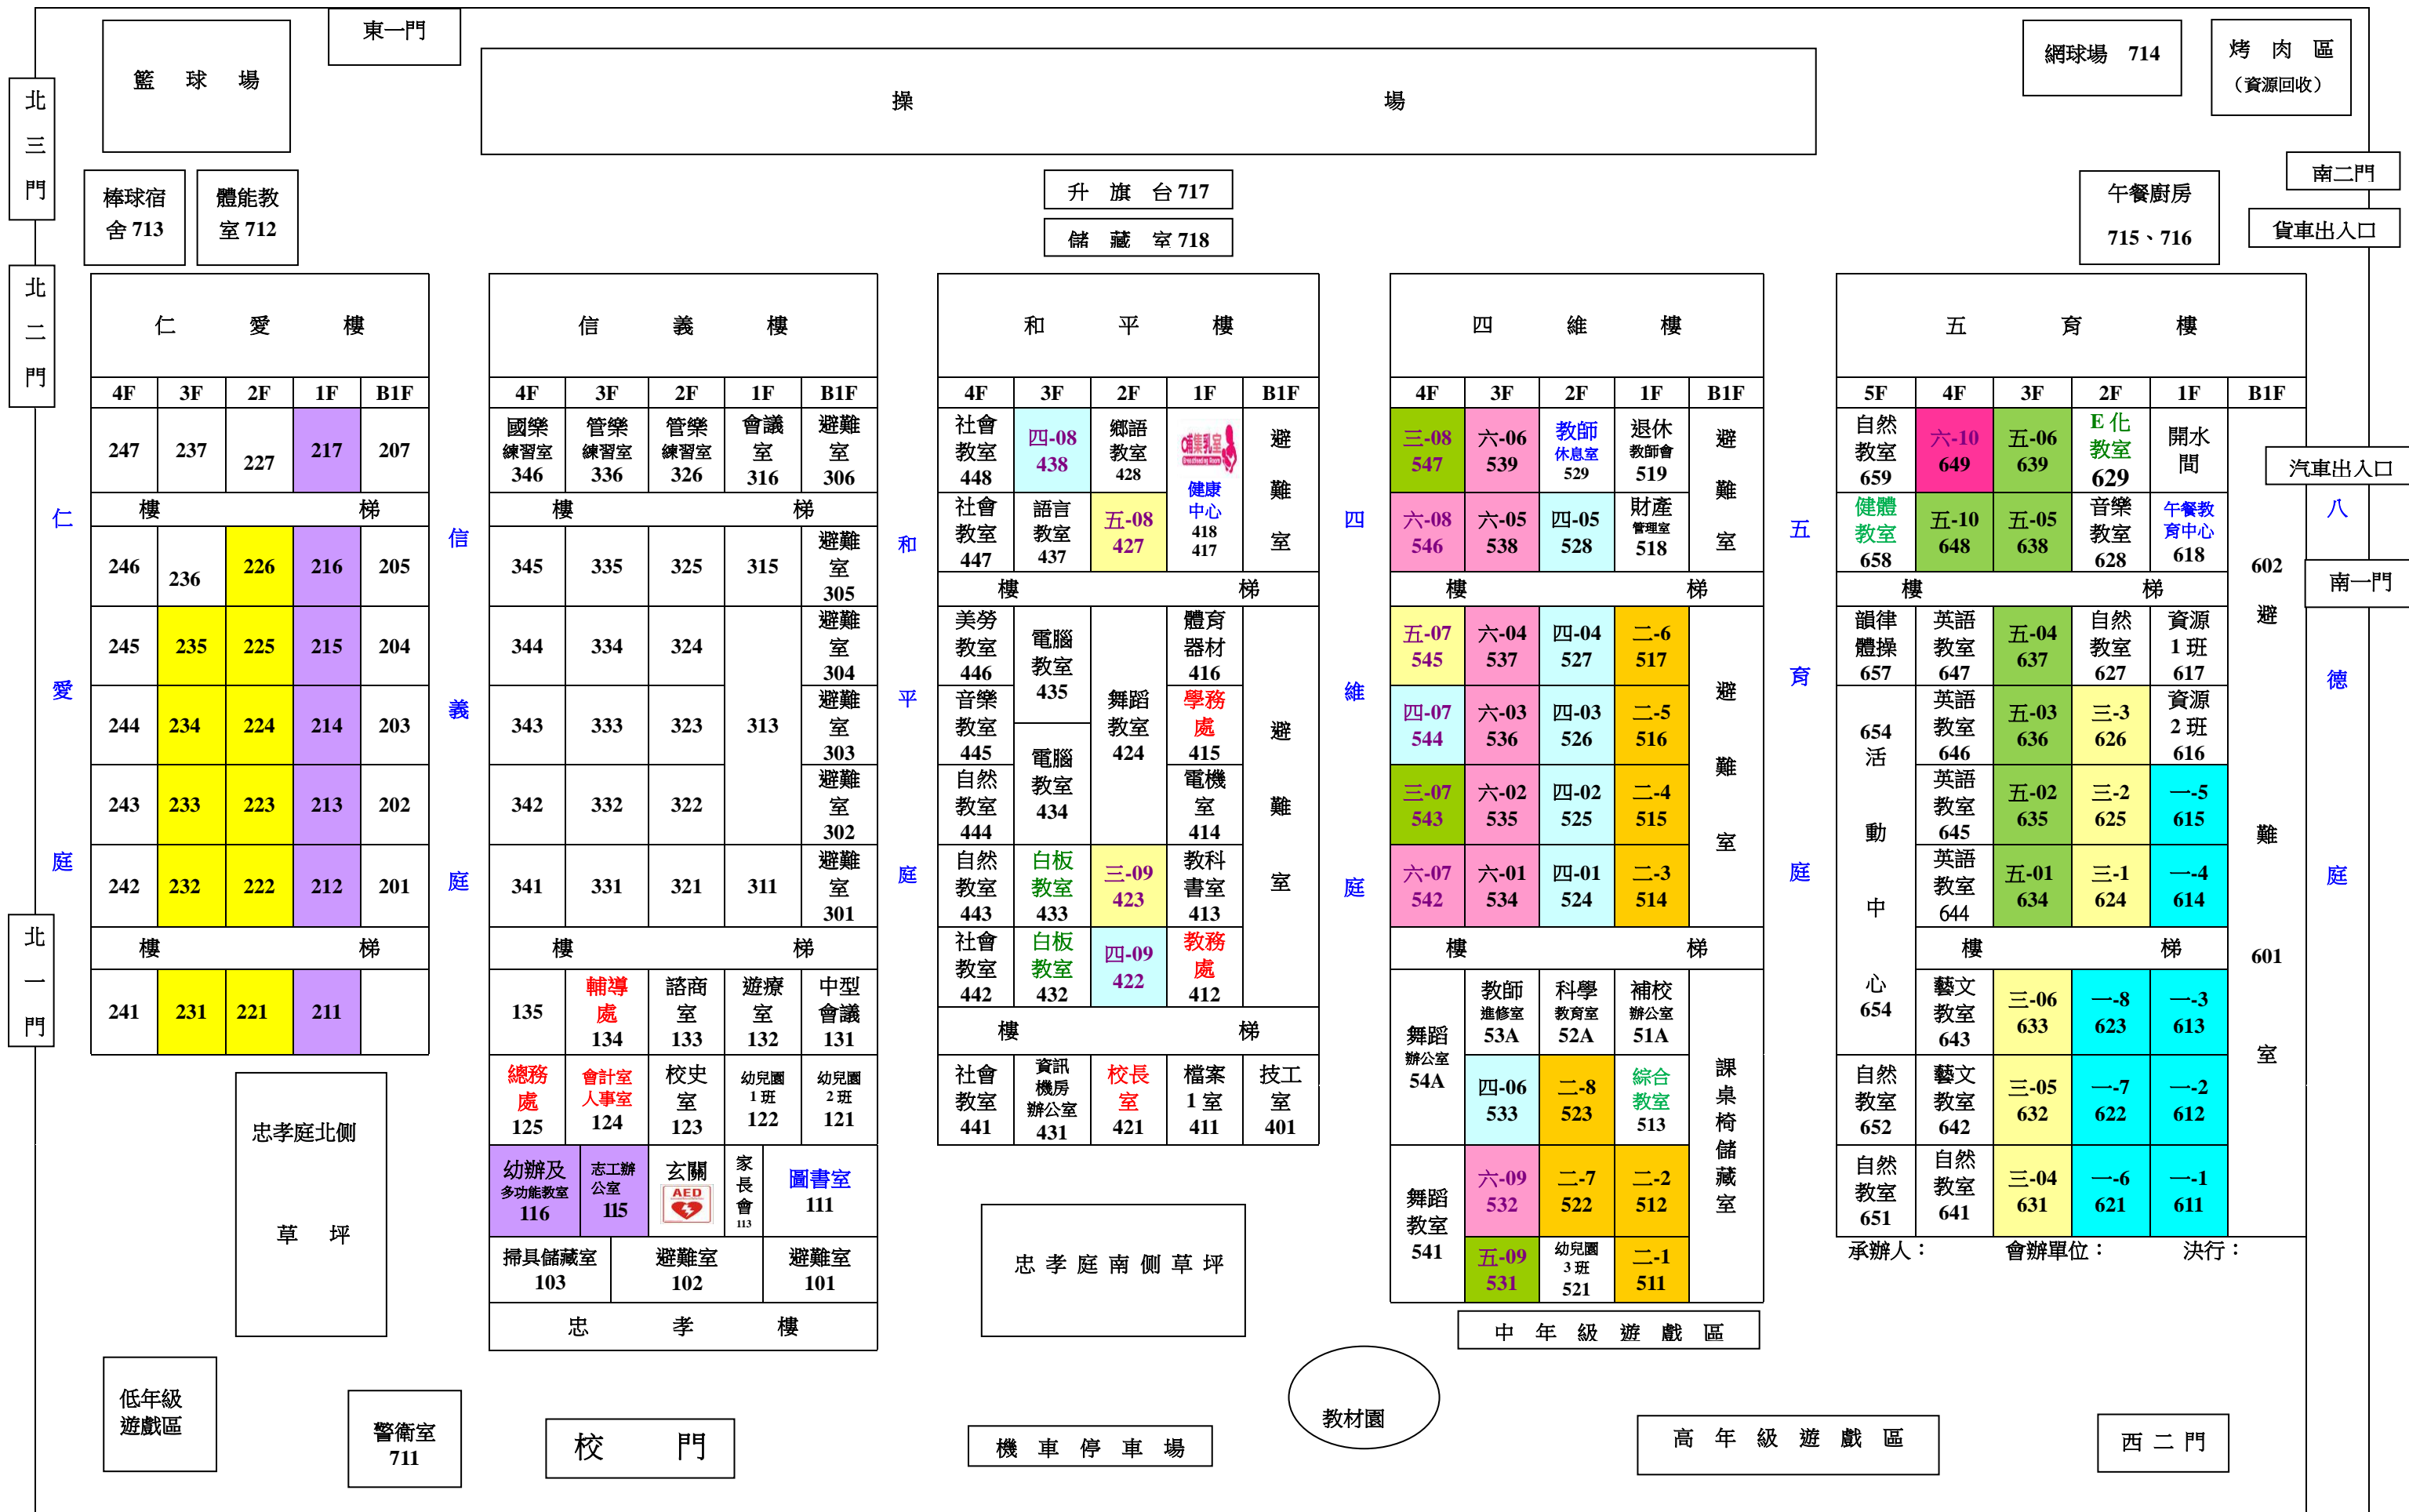 東一門
籃 球 場
操 場
網球場 714
烤 肉 區
（資源回收）
北三門
棒球宿
舍 713
體能教
室 712
升 旗 台 717
儲 藏 室 718
午餐廚房
715、716
南二門
貨車出入口
北二門
仁 愛 樓
4F 3F 2F 1F B1F
247 237 227 217 207
樓 梯
246 236 226 216 205
245 235 225 215 204
244 234 224 214 203
243 233 223 213 202
242 232 222 212 201
樓 梯
241 231 221 211
仁愛庭
北一門
信 義 樓
4F 3F 2F 1F B1F
國樂
練習室
346
管樂
練習室
336
管樂
練習室
326
會議
室
316
避難
室
306
樓 梯
345 335 325 315
避難
室
305
344 334 324
避難
室
304
343 333 323 313
避難
室
303
342 332 322
避難
室
302
341 331 321 311
避難
室
301
樓 梯
135
輔導
處
134
諮商
室
133
遊療
室
132
中型
會議
131
總務
處
125
會計室
人事室
124
校史
室
123
幼兒園
1 班
122
幼兒園
2 班
121
幼辦及
多功能教室
116
志工辦
公室
115
玄關
AED
家長會
113
圖書室
111
掃具儲藏室
103
避難室
102
避難室
101
忠 孝 樓
信義庭
和 平 樓
4F 3F 2F 1F B1F
社會
教室
448
四-08
438
鄉語
教室
428
哺集乳室
健康
中心
418
417
避難室
社會
教室
447
語言
教室
437
五-08
427
樓 梯
美勞
教室
446
電腦
教室
435
舞蹈
教室
424
體育
器材
416
避難室
音樂
教室
445
學務
處
415
自然
教室
444
電腦
教室
434
電機
室
414
自然
教室
443
白板
教室
433
三-09
423
教科
書室
413
社會
教室
442
白板
教室
432
四-09
422
教務
處
412
樓 梯
社會
教室
441
資訊
機房
辦公室
431
校長
室
421
檔案
1 室
411
技工
室
401
和平庭
四 維 樓
4F 3F 2F 1F B1F
三-08
547
六-06
539
教師
休息室
529
退休
教師會
519
避難室
六-08
546
六-05
538
四-05
528
財產
管理室
518
樓 梯
五-07
545
六-04
537
四-04
527
二-6
517
避難室
四-07
544
六-03
536
四-03
526
二-5
516
三-07
543
六-02
535
四-02
525
二-4
515
六-07
542
六-01
534
四-01
524
二-3
514
樓 梯
舞蹈
辦公室
54A
教師
進修室
53A
科學
教育室
52A
補校
辦公室
51A
課桌椅儲藏室
四-06
533
二-8
523
綜合
教室
513
舞蹈
教室
541
六-09
532
二-7
522
二-2
512
五-09
531
幼兒園
3 班
521
二-1
511
四維庭
五 育 樓
5F 4F 3F 2F 1F B1F
自然
教室
659
六-10
649
五-06
639
E 化
教室
629
開水
間
602
避難
601
室
健體
教室
658
五-10
648
五-05
638
音樂
教室
628
午餐教
育中心
618
樓 梯
韻律
體操
657
英語
教室
647
五-04
637
自然
教室
627
資源
1 班
617
654
活動中心
654
英語
教室
646
五-03
636
三-3
626
資源
2 班
616
英語
教室
645
五-02
635
三-2
625
一-5
615
英語
教室
644
五-01
634
三-1
624
一-4
614
樓 梯
藝文
教室
643
三-06
633
一-8
623
一-3
613
自然
教室
652
藝文
教室
642
三-05
632
一-7
622
一-2
612
自然
教室
651
自然
教室
641
三-04
631
一-6
621
一-1
611
五育庭
汽車出入口
南一門
八德庭
承辦人： 會辦單位： 決行：
忠孝庭北側
草 坪
忠孝庭南側草坪
中 年 級 遊 戲 區
低年級
遊戲區
警衛室
711
校 門
機 車 停 車 場
教材園
高 年 級 遊 戲 區
西 二 門